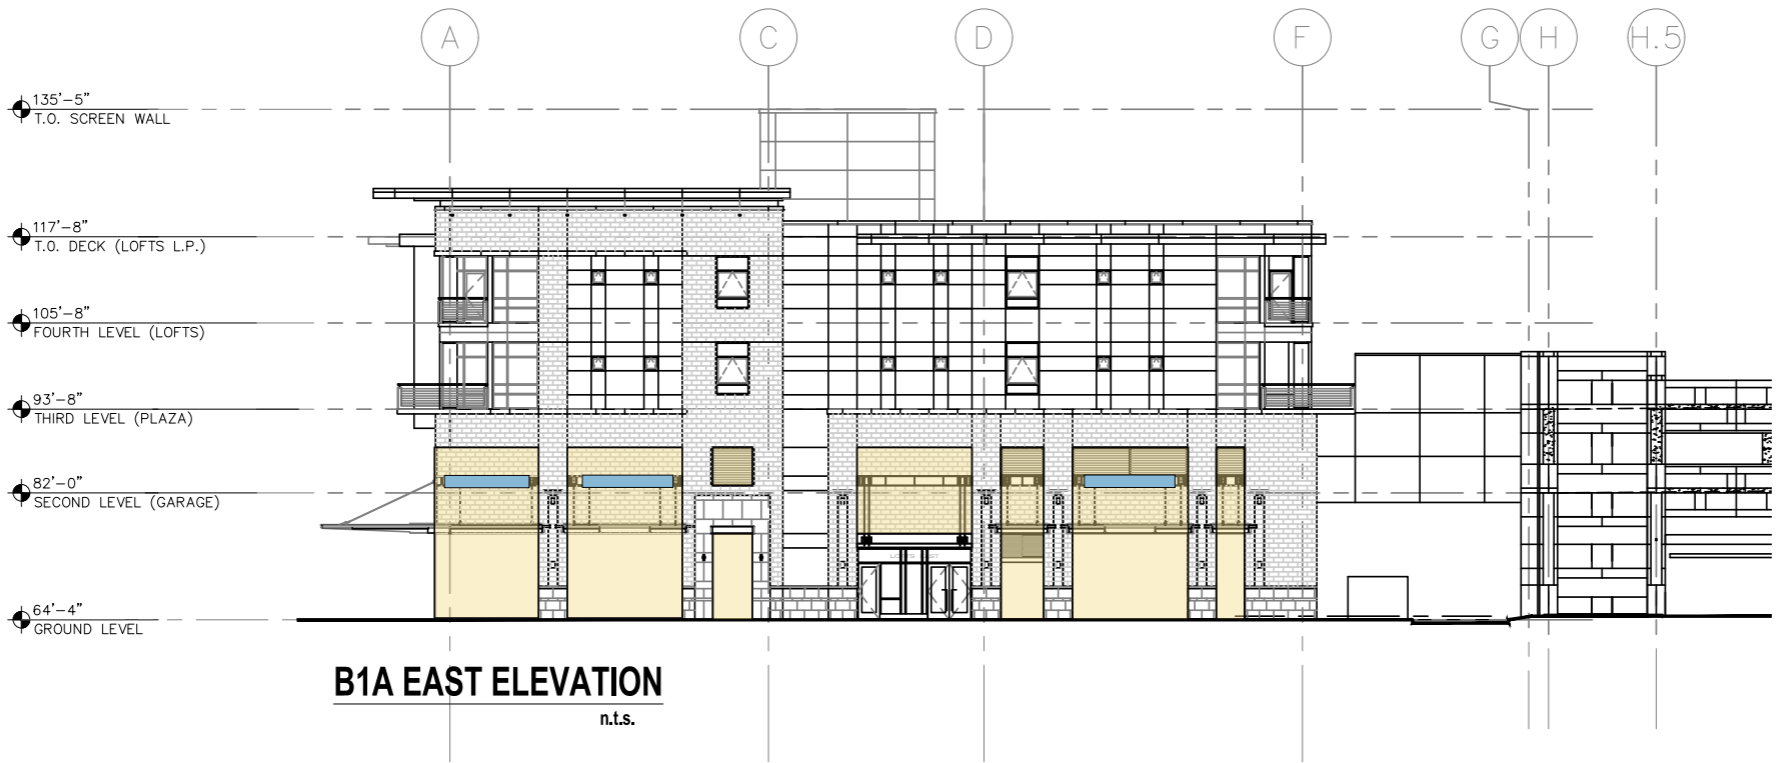 A C D F G H H.5
135'-5"
T.O. SCREEN WALL
117'-8"
T.O. DECK (LOFTS L.P.)
105'-8"
FOURTH LEVEL (LOFTS)
93'-8"
THIRD LEVEL (PLAZA)
82'-0"
SECOND LEVEL (GARAGE)
LOFTS
64'-4"
GROUND LEVEL
B1A EAST ELEVATION
n.t.s.